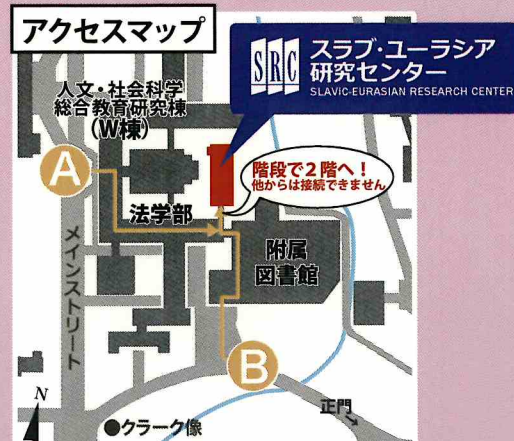 アクセスマップ
SRC
スラブ・ユーラシア
研究センター
SLAVIC-EURASIAN RESEARCH CENTER
人文・社会科学
総合教育研究棟
(W棟)
A
階段で2階へ!
他からは接続できません
法学部
附属
図書館
メインストリート
B
N
正門
●クラーク像